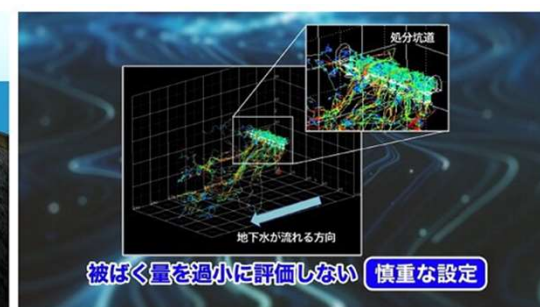 処分坑道
地下水が流れる方向
被ばく量を過小に評価しない 慎重な設定